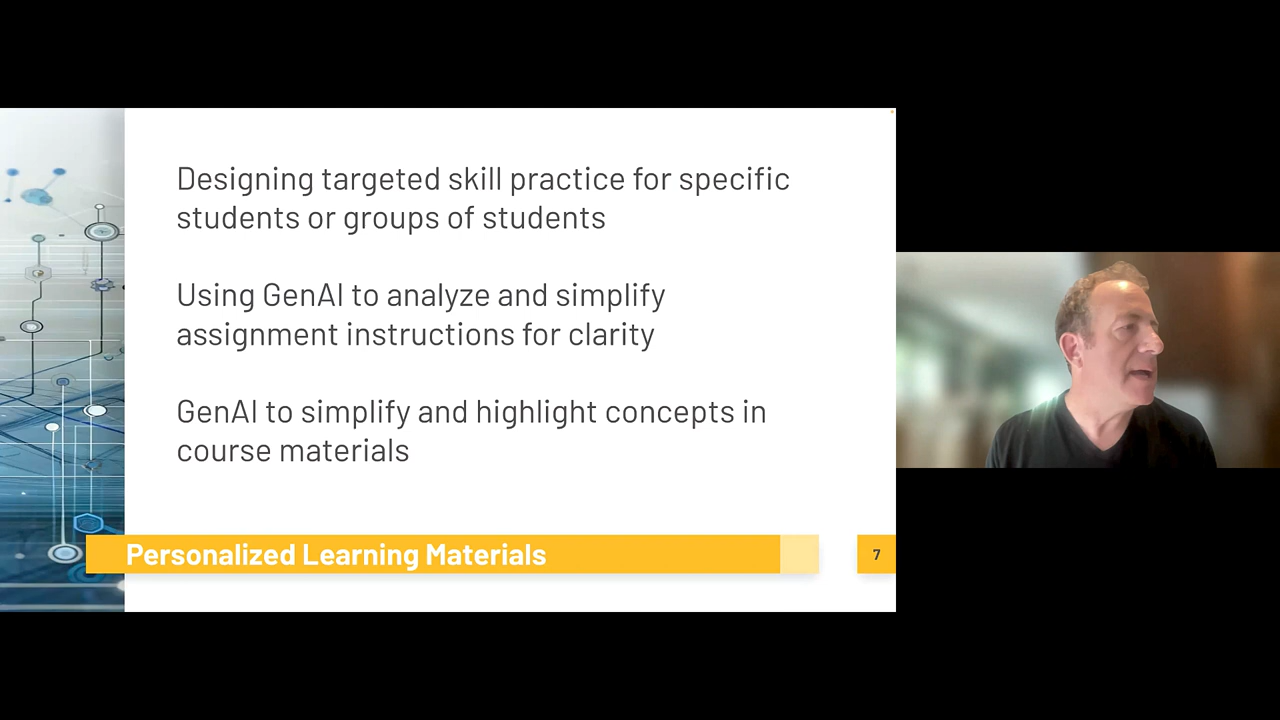 Designing targeted skill practice for specific
students or groups of students
Using GenAI to analyze and simplify
assignment instructions for clarity
GenAI to simplify and highlight concepts in
course materials
Personalized Learning Materials
7